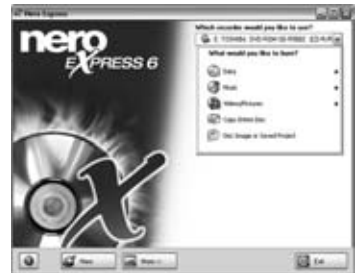 Nero Express
Which recorder would you like to use?
nero
EXPRESS 6
What would you like to burn?
Data
Music
Videos/Pictures
Copy Entire Disc
Disc Image or Saved Project
Nero
More >>
Exit